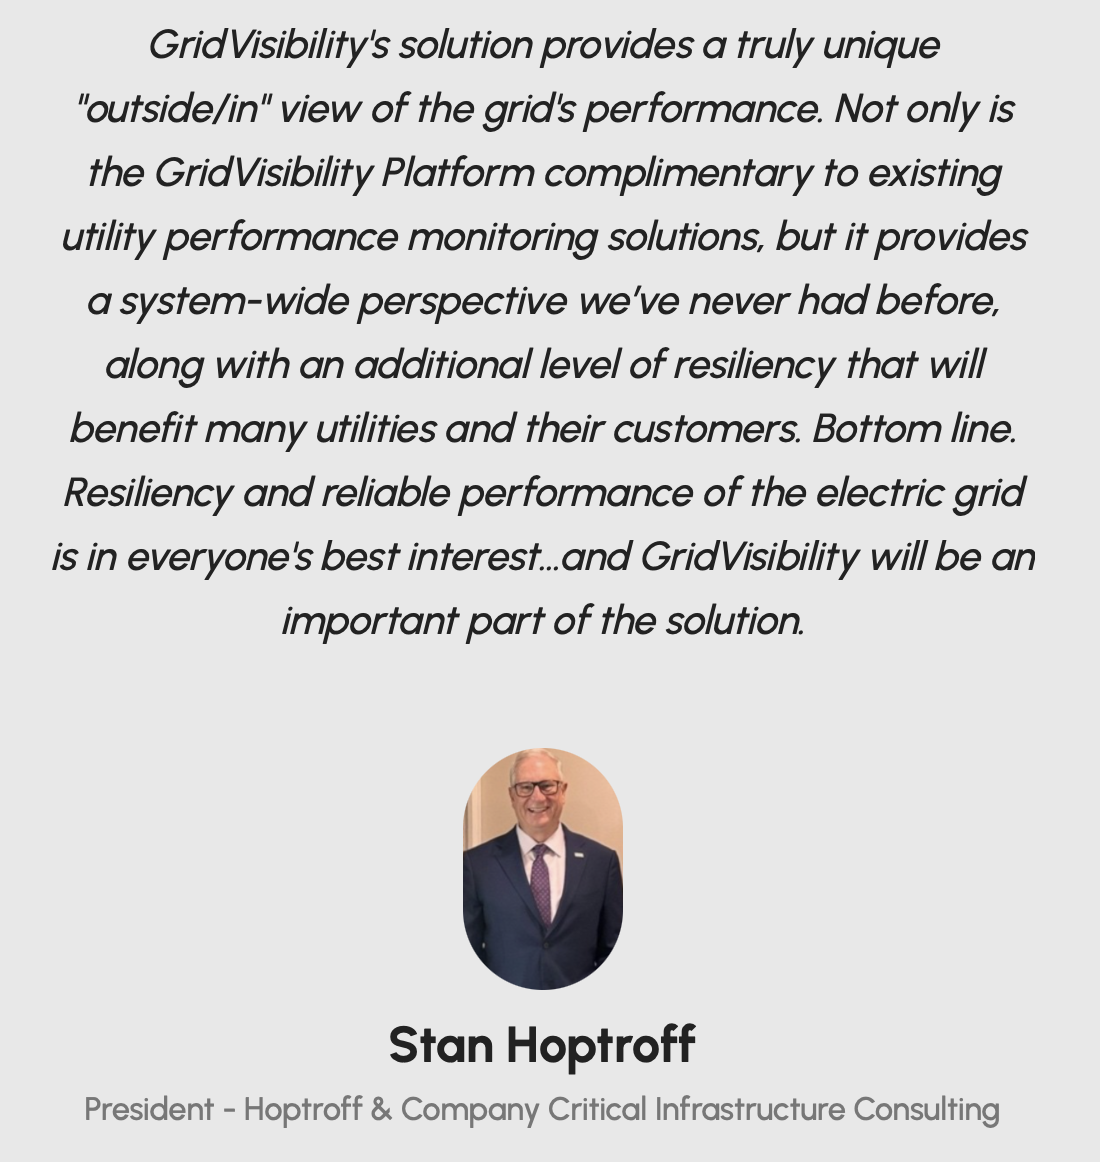 GridVisibility's solution provides a truly unique
"outside/in" view of the grid's performance. Not only is
the GridVisibility Platform complimentary to existing
utility performance monitoring solutions, but it provides
a system-wide perspective we’ve never had before,
along with an additional level of resiliency that will
benefit many utilities and their customers. Bottom line.
Resiliency and reliable performance of the electric grid
is in everyone's best interest...and GridVisibility will be an
important part of the solution.
Stan Hoptroff
President - Hoptroff & Company Critical Infrastructure Consulting